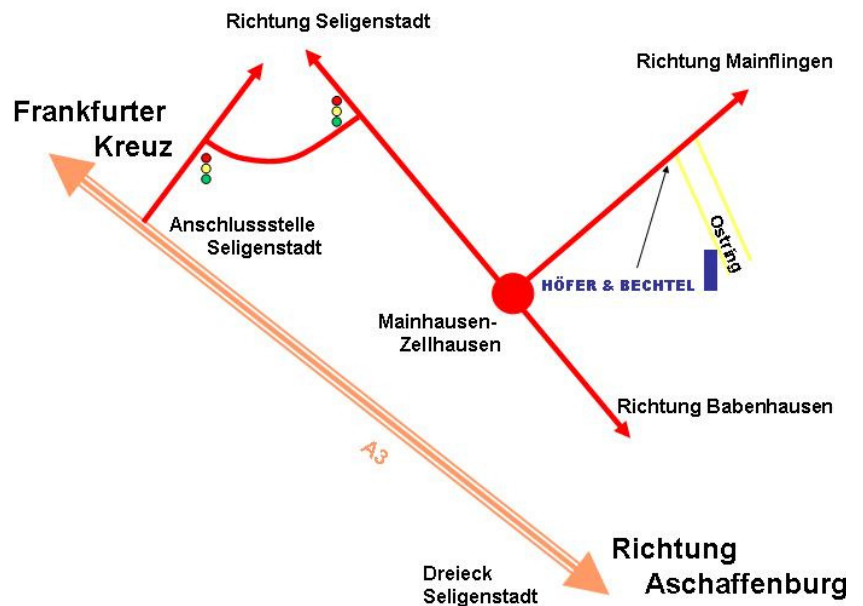 Richtung Seligenstadt
Richtung Mainflingen
Frankfurter
Kreuz
Anschlussstelle
Seligenstadt
Ostring
HÖFER & BECHTEL
Mainhausen-
Zellhausen
Richtung Babenhausen
A3
Richtung
Aschaffenburg
Dreieck
Seligenstadt